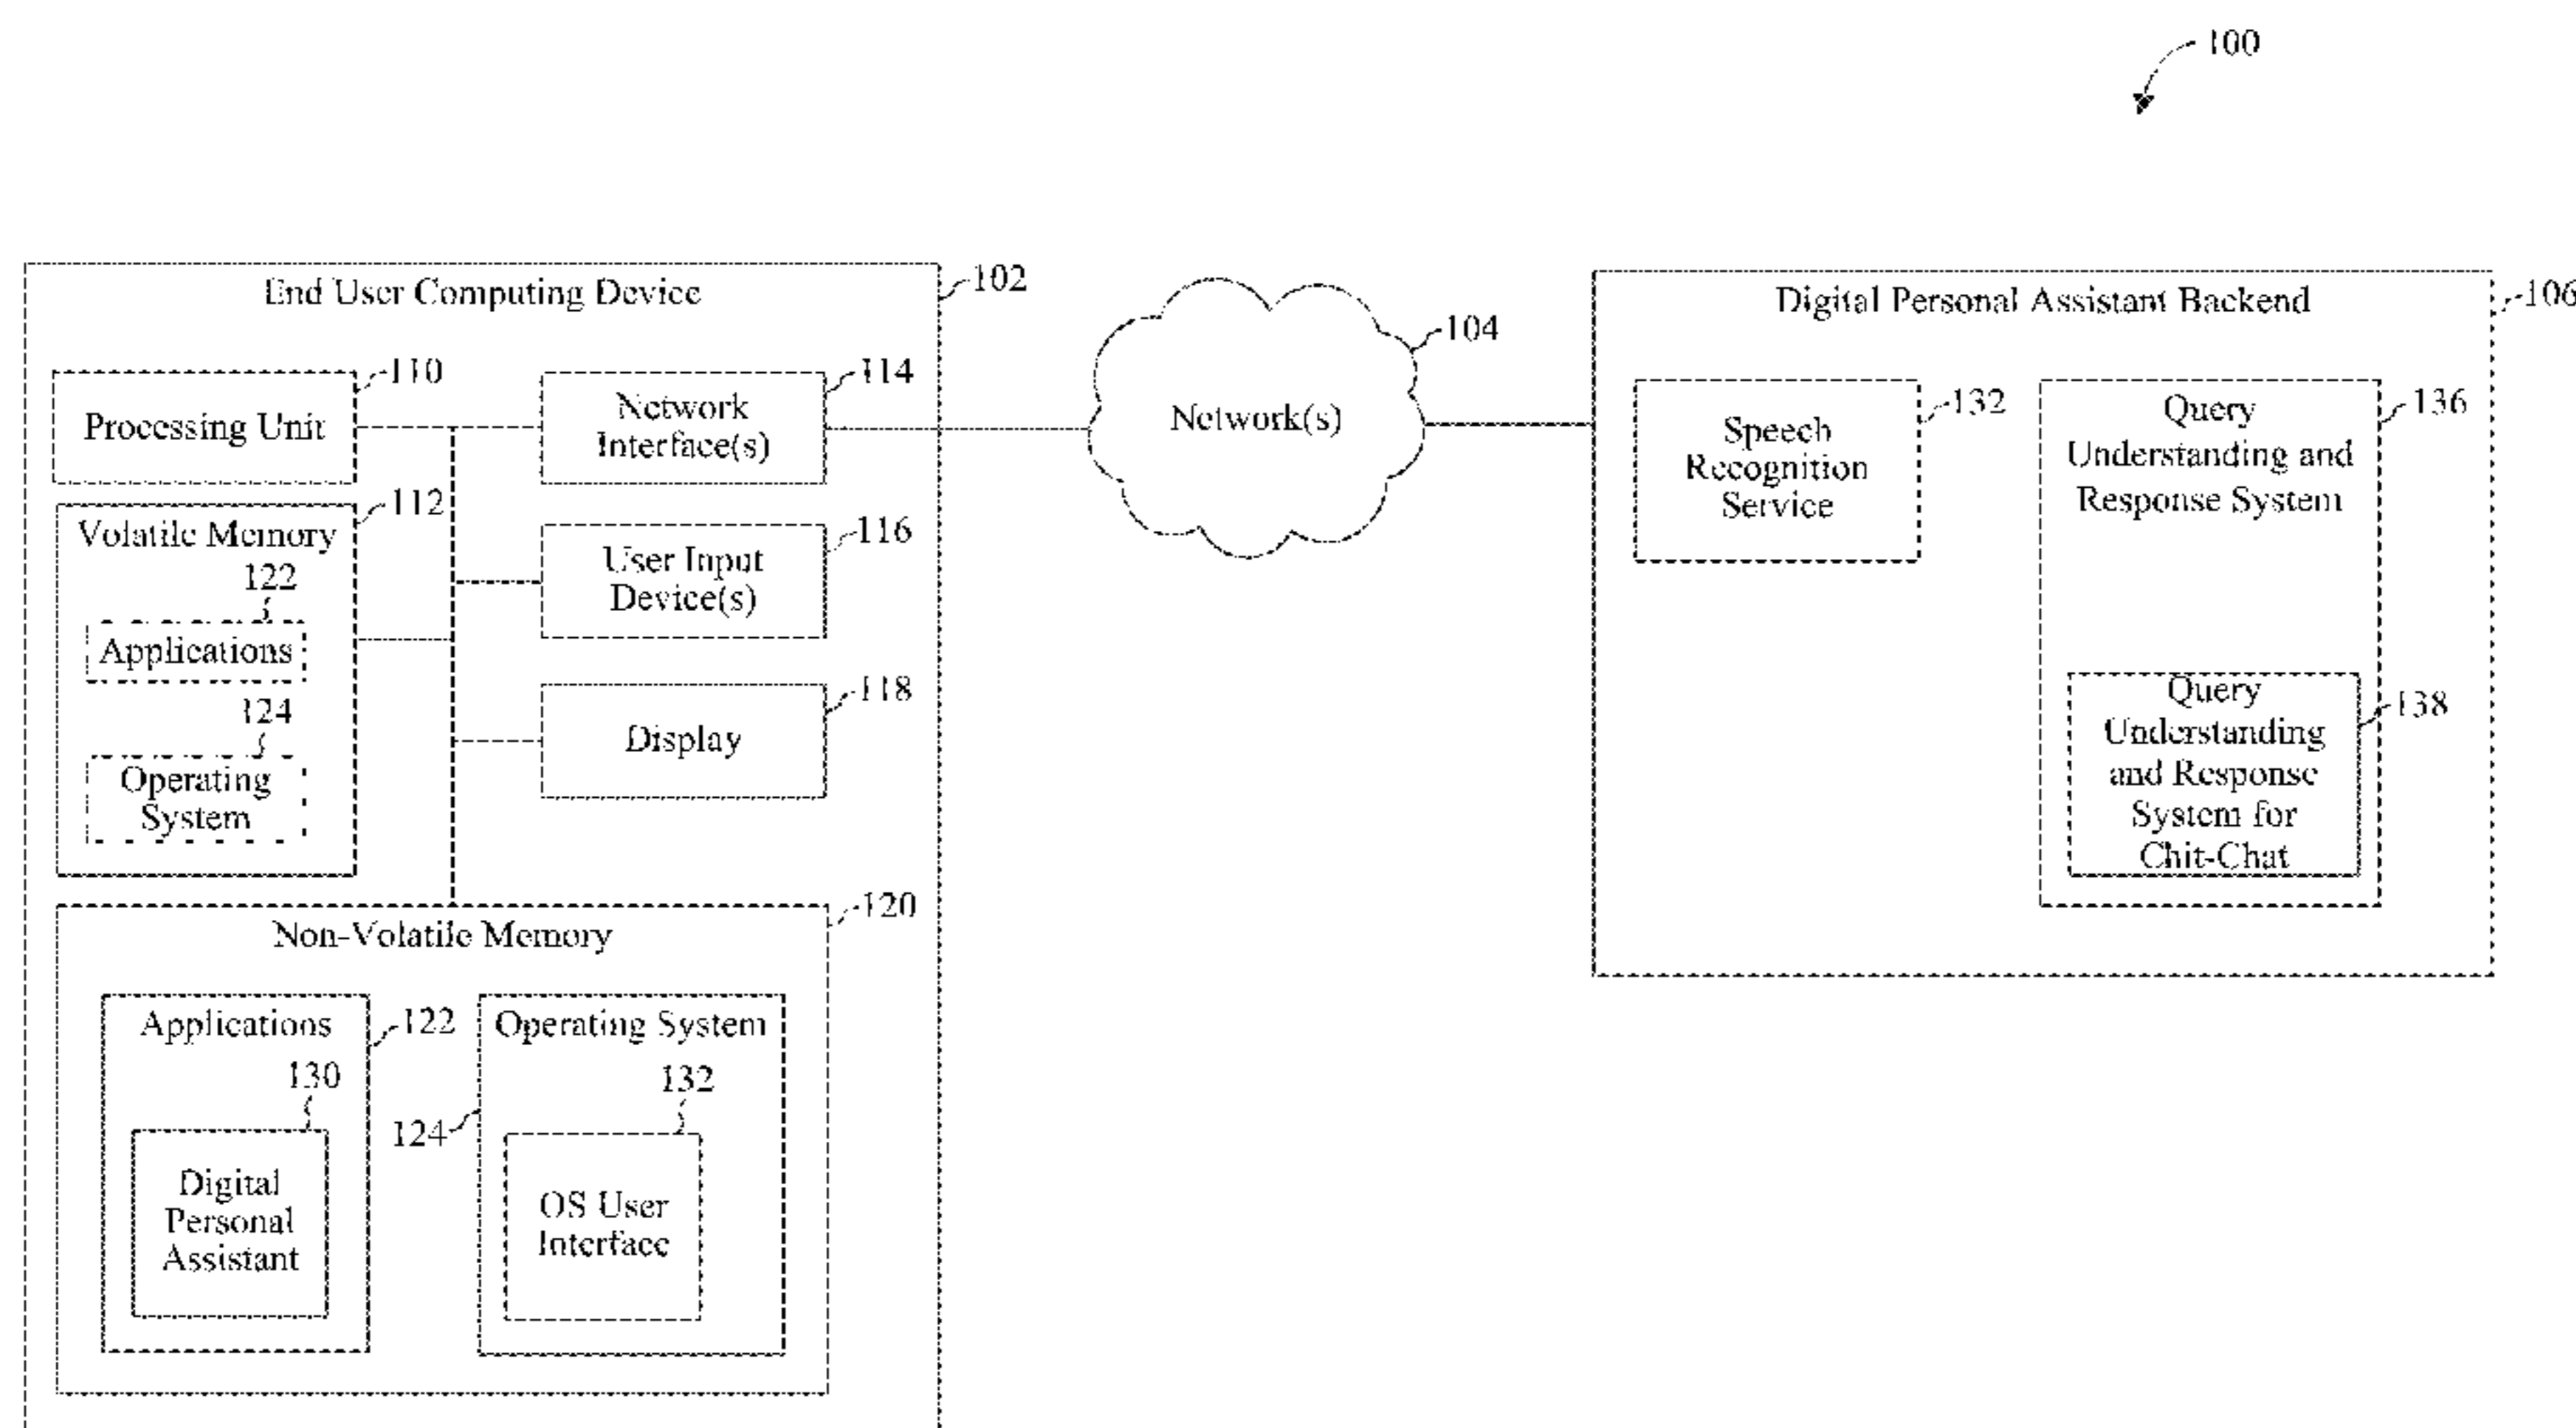 100
End User Computing Device
102
Processing Unit
110
Network
Interface(s)
114
Volatile Memory
112
122
Applications
124
Operating
System
User Input
Device(s)
116
Display
118
Non-Volatile Memory
120
Applications
122
130
Digital
Personal
Assistant
Operating System
124
132
OS User
Interface
Network(s)
104
Digital Personal Assistant Backend
106
Speech
Recognition
Service
132
Query
Understanding and
Response System
136
Query
Understanding
and Response
System for
Chit-Chat
138